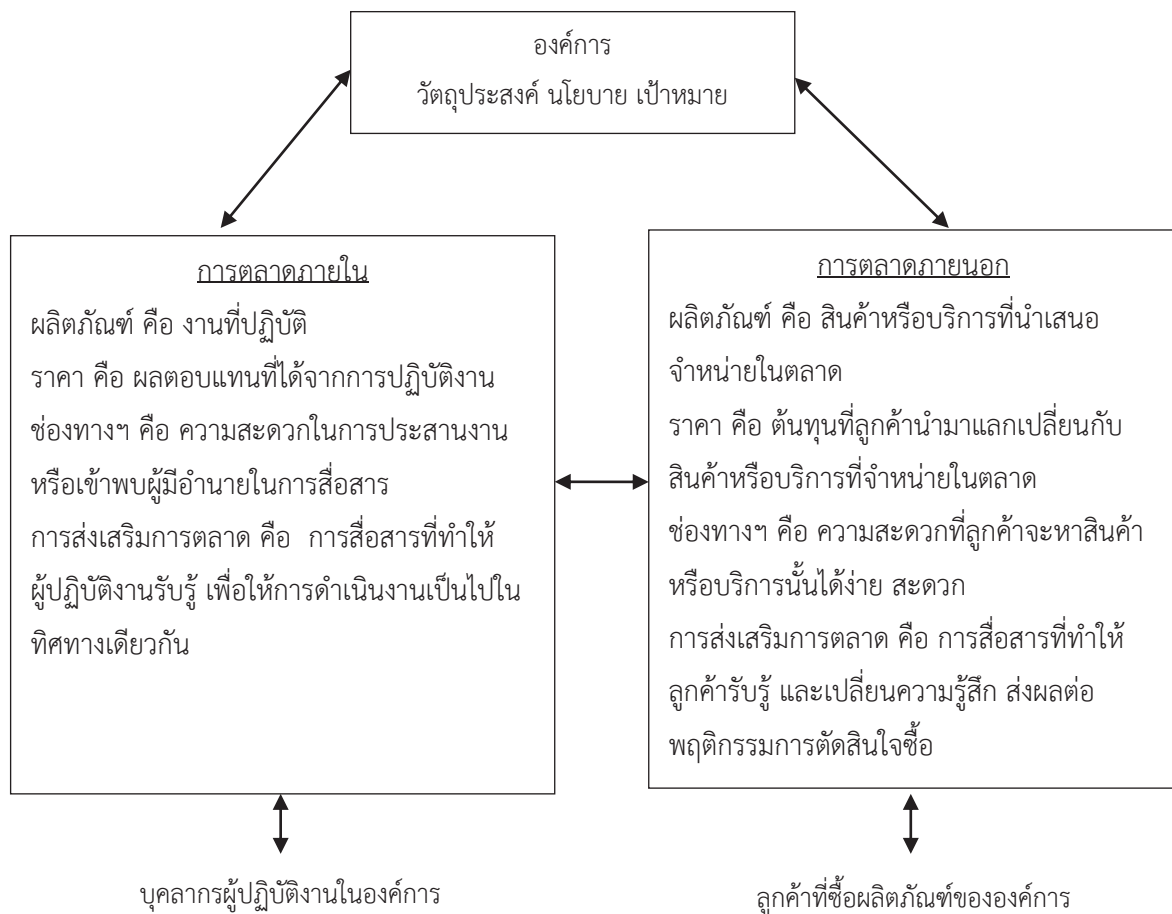 องค์การ
วัตถุประสงค์ นโยบาย เป้าหมาย
การตลาดภายใน
ผลิตภัณฑ์ คือ งานที่ปฏิบัติ
ราคา คือ ผลตอบแทนที่ได้จากการปฏิบัติงาน
ช่องทางฯ คือ ความสะดวกในการประสานงาน
หรือเข้าพบผู้มีอำนายในการสื่อสาร
การส่งเสริมการตลาด คือ การสื่อสารที่ทำให้
ผู้ปฏิบัติงานรับรู้ เพื่อให้การดำเนินงานเป็นไปใน
ทิศทางเดียวกัน
การตลาดภายนอก
ผลิตภัณฑ์ คือ สินค้าหรือบริการที่นำเสนอ
จำหน่ายในตลาด
ราคา คือ ต้นทุนที่ลูกค้านำมาแลกเปลี่ยนกับ
สินค้าหรือบริการที่จำหน่ายในตลาด
ช่องทางฯ คือ ความสะดวกที่ลูกค้าจะหาสินค้า
หรือบริการนั้นได้ง่าย สะดวก
การส่งเสริมการตลาด คือ การสื่อสารที่ทำให้
ลูกค้ารับรู้ และเปลี่ยนความรู้สึก ส่งผลต่อ
พฤติกรรมการตัดสินใจซื้อ
บุคลากรผู้ปฏิบัติงานในองค์การ
ลูกค้าที่ซื้อผลิตภัณฑ์ขององค์การ